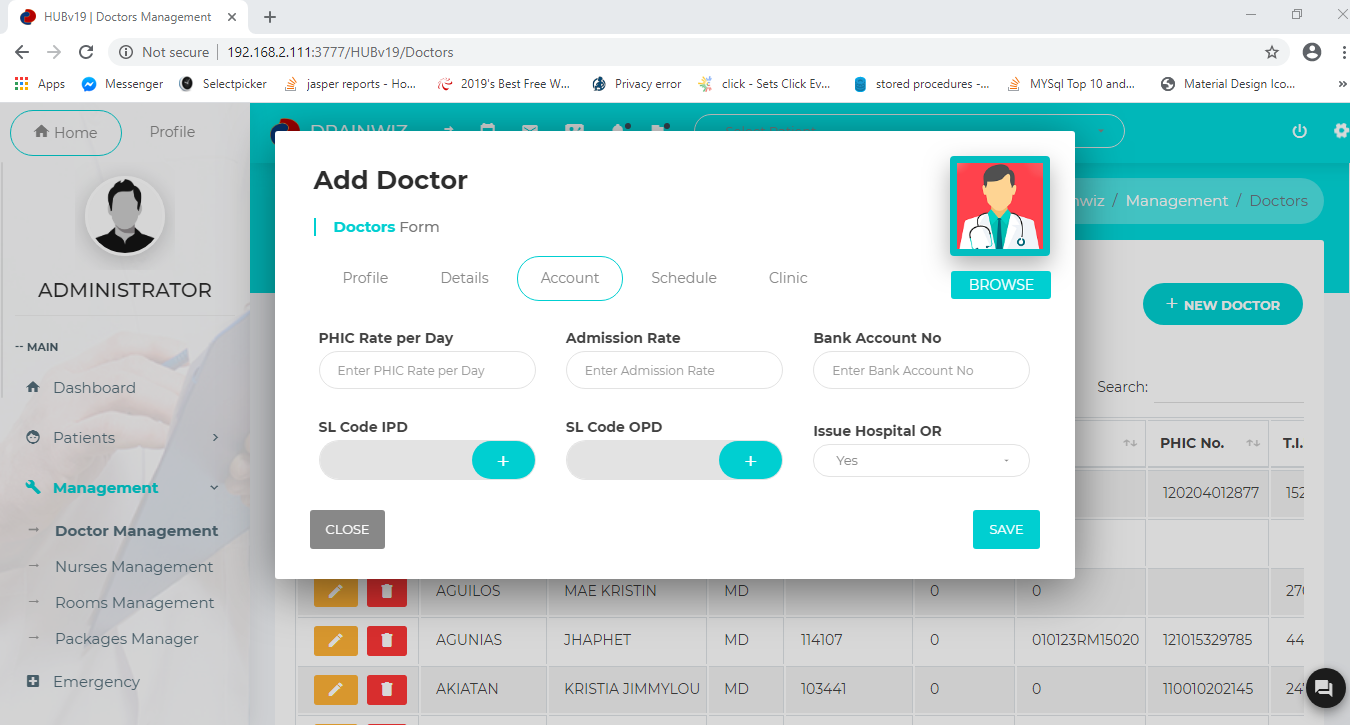 HUBv19 | Doctors Management
Not secure | 192.168.2.111:3777/HUBv19/Doctors
Apps Messenger Selectpicker jasper reports - Ho... 2019's Best Free W... Privacy error click - Sets Click Ev... stored procedures -... MYSql Top 10 and... Material Design Ico... »
Home Profile
BRAINWIZ
Management / Doctors
ADMINISTRATOR
-- MAIN
Dashboard
Patients
Management
Doctor Management
Nurses Management
Rooms Management
Packages Manager
Emergency
Add Doctor
Doctors Form
Profile Details Account Schedule Clinic
BROWSE
PHIC Rate per Day Admission Rate Bank Account No
Enter PHIC Rate per Day Enter Admission Rate Enter Bank Account No
SL Code IPD SL Code OPD Issue Hospital OR
+ + Yes
CLOSE SAVE
+ NEW DOCTOR
Search:
PHIC No. T.I.
120204012877 152
AGUILOS MAE KRISTIN MD 0 0 270
AGUNIAS JHAPHET MD 114107 0 010123RM15020 121015329785 44
AKIATAN KRISTIA JIMMYLOU MD 103441 0 0 110010202145 24